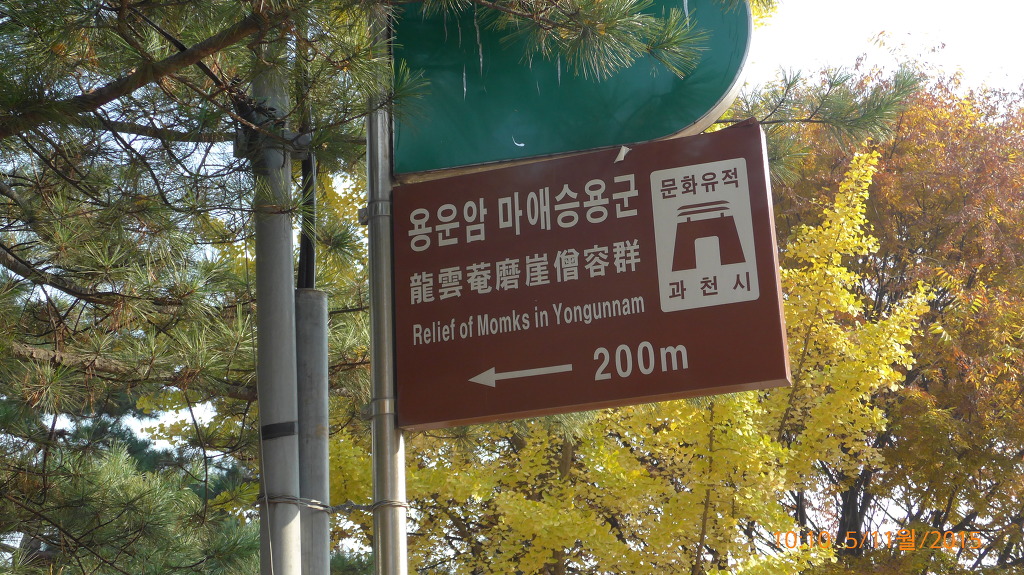 용운암 마애승용군
龍雲菴磨崖僧容群
Relief of Momks in Yongunnam
200m
문화유적
과천시
10:10 5/11월/2015